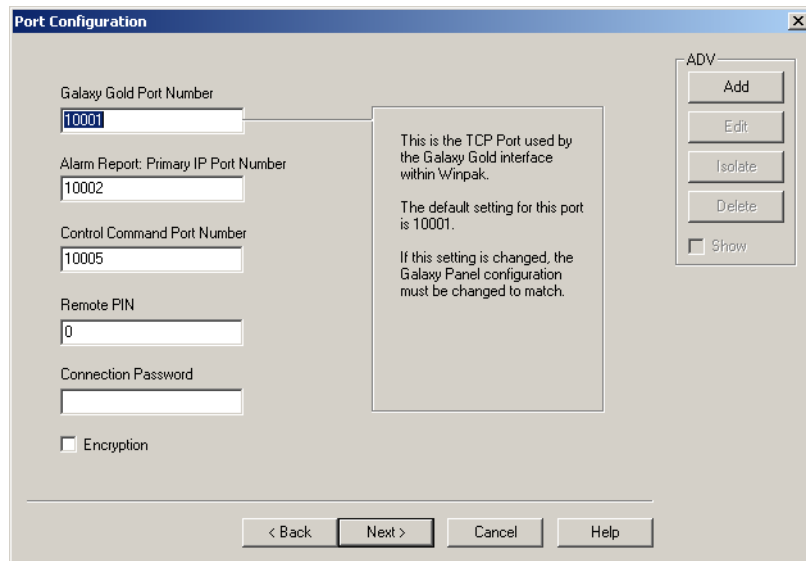 Port Configuration
Galaxy Gold Port Number
10001
Alarm Report: Primary IP Port Number
10002
Control Command Port Number
10005
Remote PIN
0
Connection Password
Encryption
This is the TCP Port used by
the Galaxy Gold interface
within Winpak.
The default setting for this port
is 10001.
If this setting is changed, the
Galaxy Panel configuration
must be changed to match.
ADV
Add
Edit
Isolate
Delete
Show
< Back
Next >
Cancel
Help